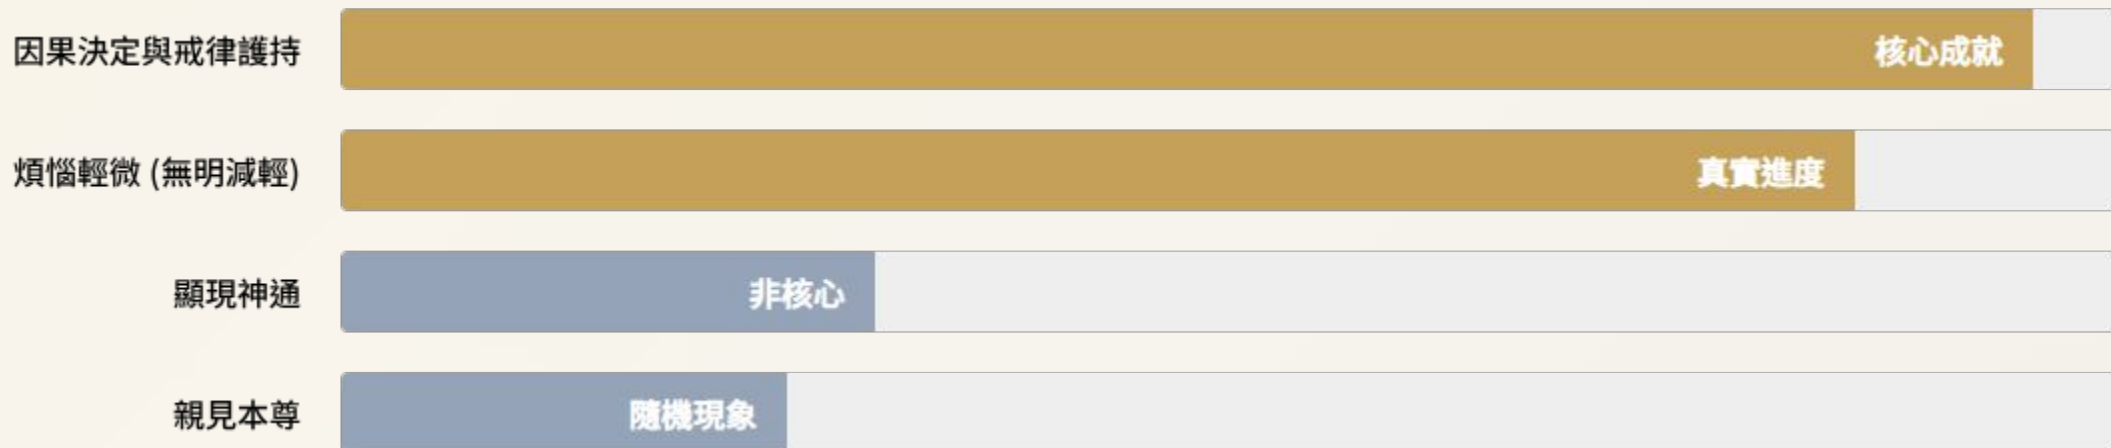 因果決定與戒律護持
核心成就
煩惱輕微 (無明減輕)
真實進度
顯現神通
非核心
親見本尊
隨機現象